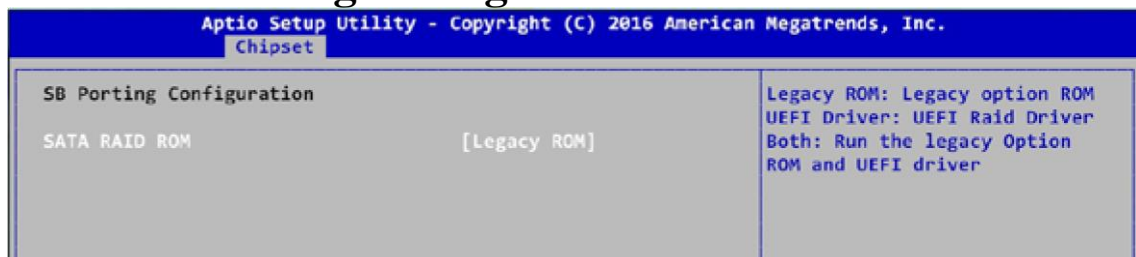 Aptio Setup Utility - Copyright (C) 2016 American Megatrends, Inc.
Chipset
SB Porting Configuration
SATA RAID ROM [Legacy ROM]
Legacy ROM: Legacy option ROM
UEFI Driver: UEFI Raid Driver
Both: Run the legacy Option
ROM and UEFI driver